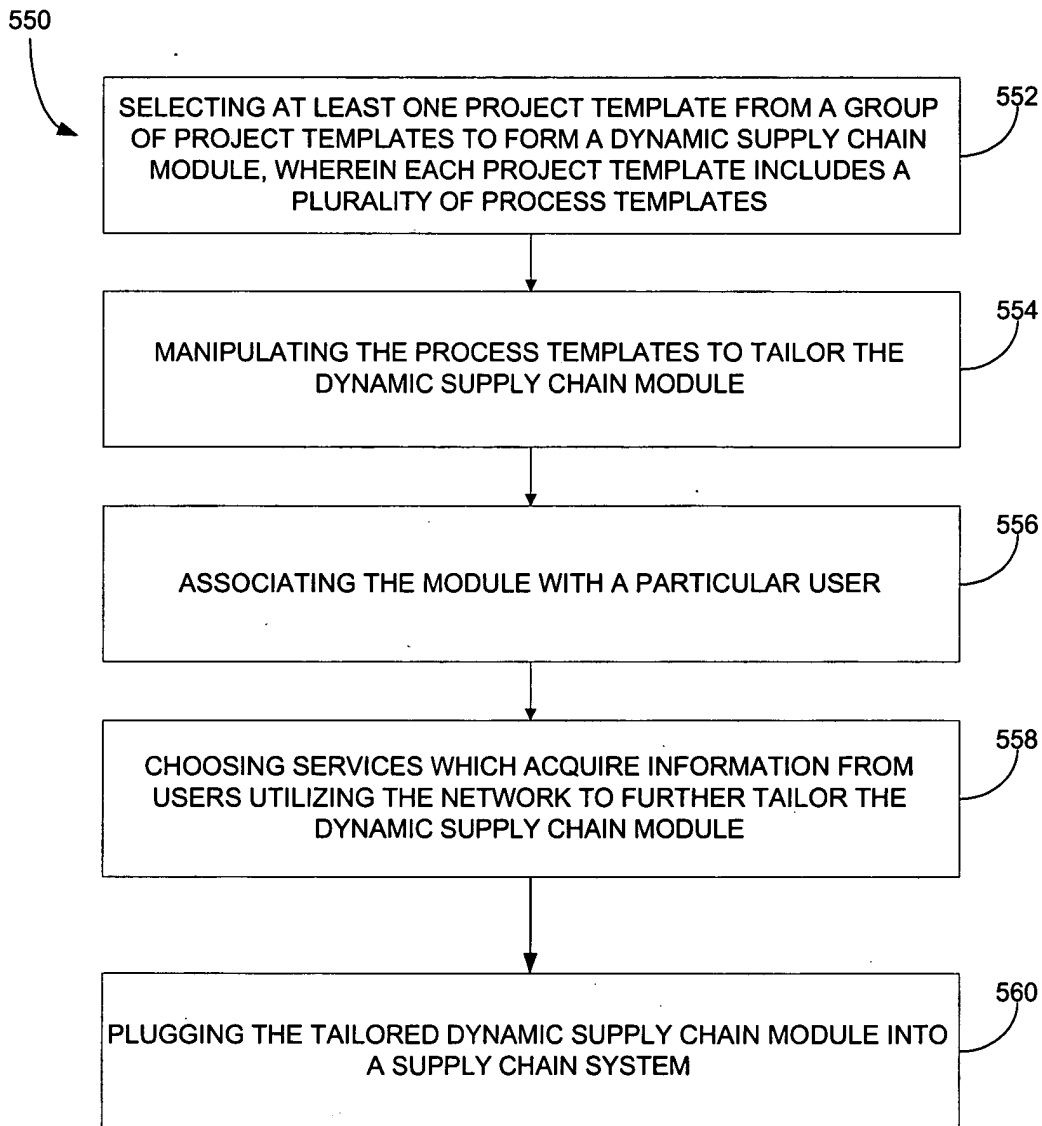 550
SELECTING AT LEAST ONE PROJECT TEMPLATE FROM A GROUP
OF PROJECT TEMPLATES TO FORM A DYNAMIC SUPPLY CHAIN
MODULE, WHEREIN EACH PROJECT TEMPLATE INCLUDES A
PLURALITY OF PROCESS TEMPLATES
552
MANIPULATING THE PROCESS TEMPLATES TO TAILOR THE
DYNAMIC SUPPLY CHAIN MODULE
554
ASSOCIATING THE MODULE WITH A PARTICULAR USER
556
CHOOSING SERVICES WHICH ACQUIRE INFORMATION FROM
USERS UTILIZING THE NETWORK TO FURTHER TAILOR THE
DYNAMIC SUPPLY CHAIN MODULE
558
PLUGGING THE TAILORED DYNAMIC SUPPLY CHAIN MODULE INTO
A SUPPLY CHAIN SYSTEM
560